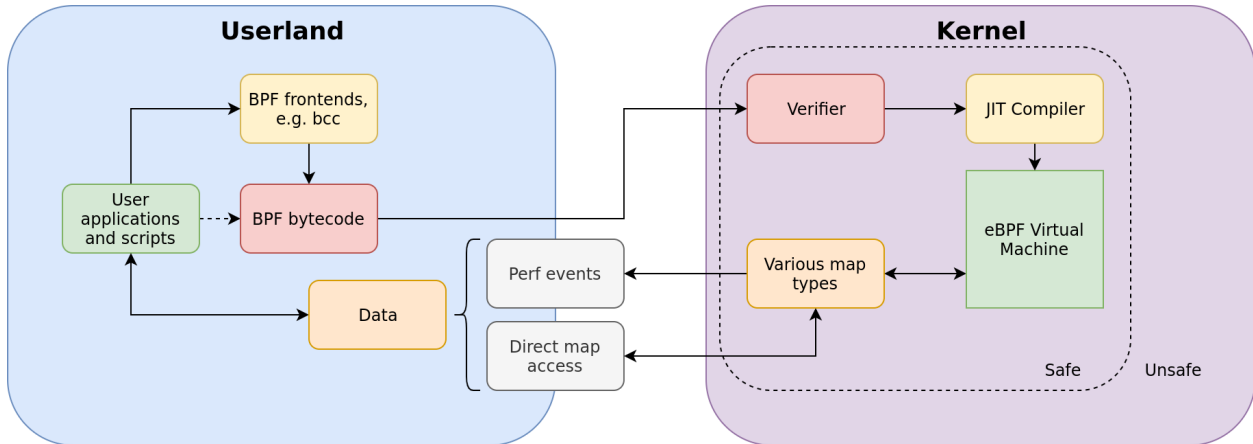 Userland
BPF frontends,
e.g. bcc
User
applications
and scripts
BPF bytecode
Data
Perf events
Direct map
access
Kernel
Verifier
JIT Compiler
eBPF Virtual
Machine
Various map
types
Safe
Unsafe